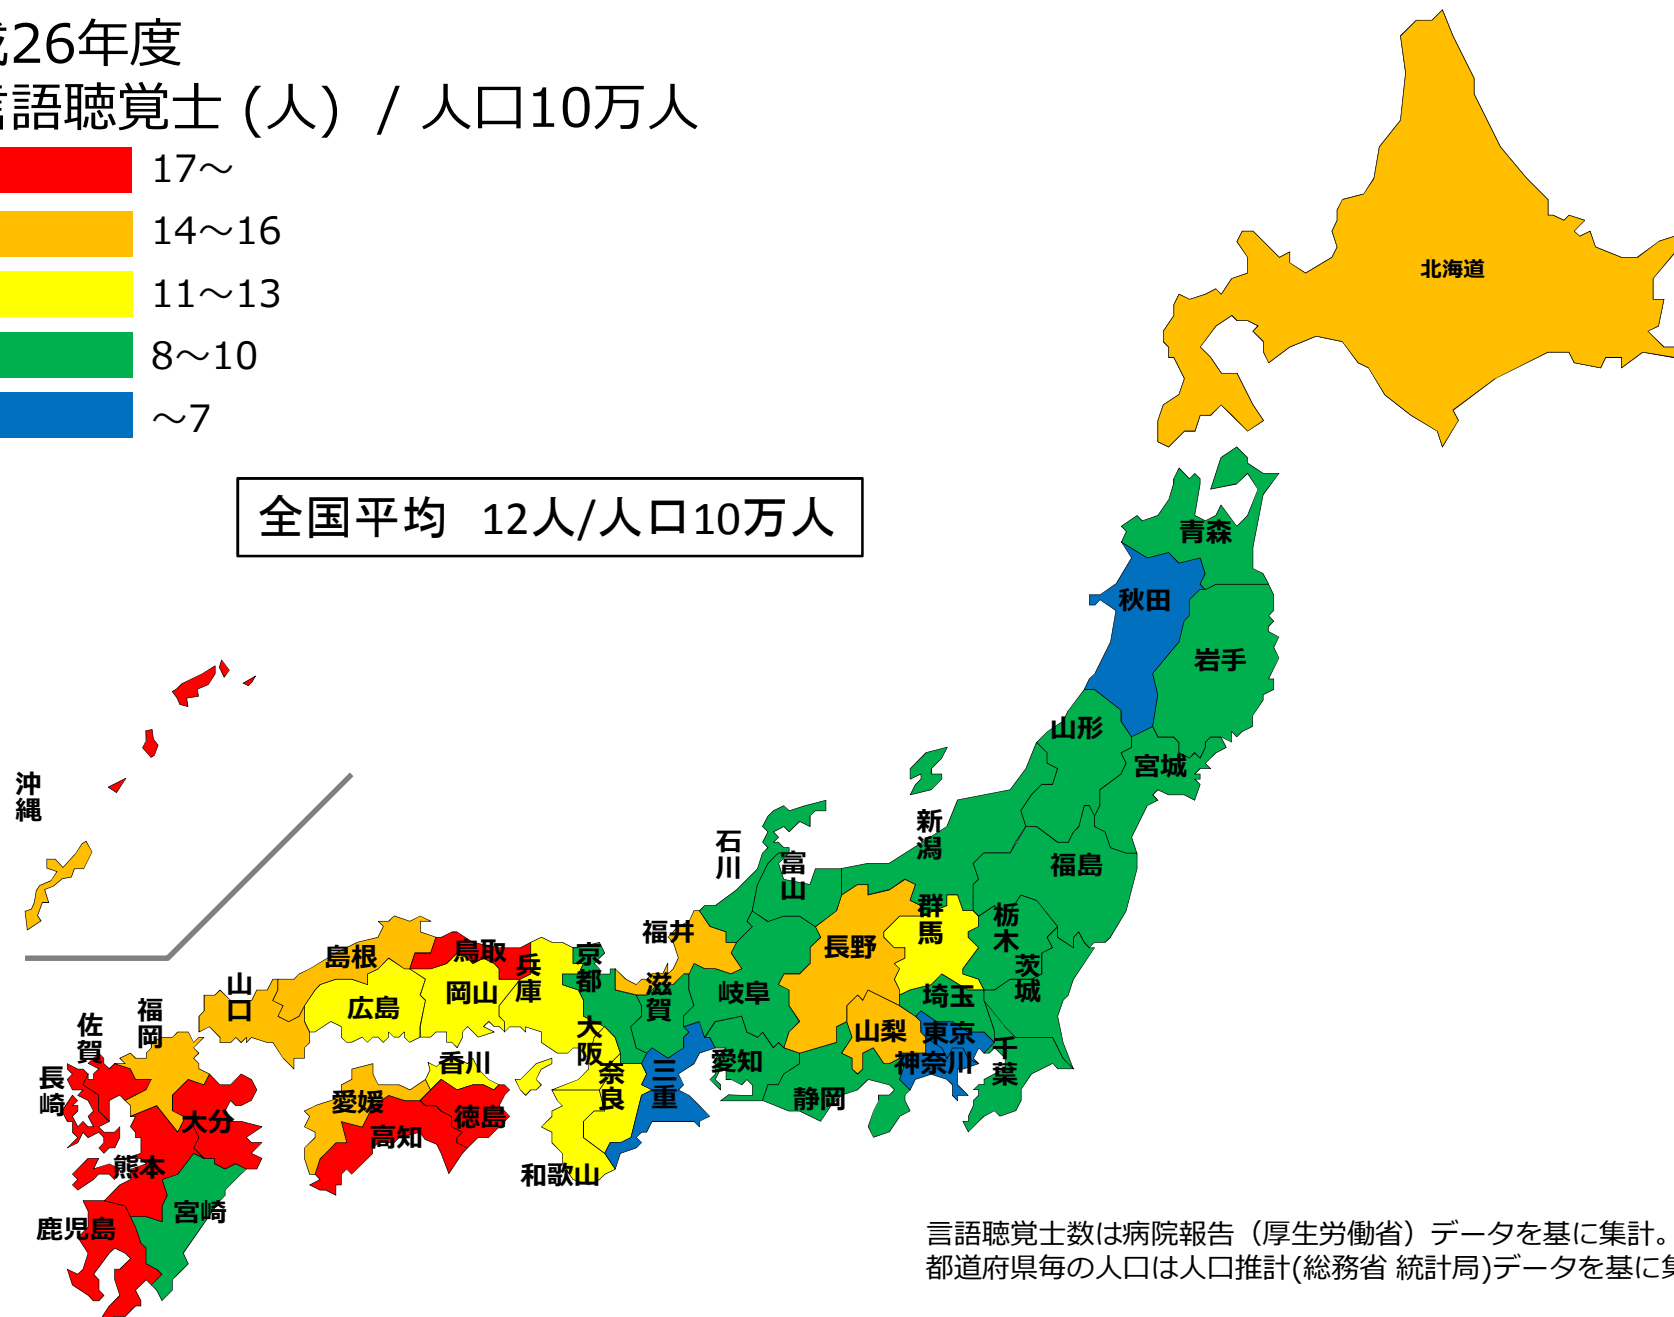 成26年度
言語聴覚士 (人) / 人口10万人
17～
14～16
11～13
8～10
～7
全国平均 12人/人口10万人
北海道
青森
秋田
岩手
山形
宮城
新潟
福島
石川
富山
群馬
栃木
茨城
福井
長野
島根
鳥取
兵庫
京都
滋賀
岐阜
埼玉
山口
広島
岡山
山梨
東京
神奈川
千葉
大阪
奈良
三重
愛知
静岡
沖縄
福岡
佐賀
長崎
大分
熊本
宮崎
鹿児島
香川
愛媛
徳島
高知
和歌山
言語聴覚士数は病院報告（厚生労働省）データを基に集計。
都道府県毎の人口は人口推計(総務省 統計局)データを基に集